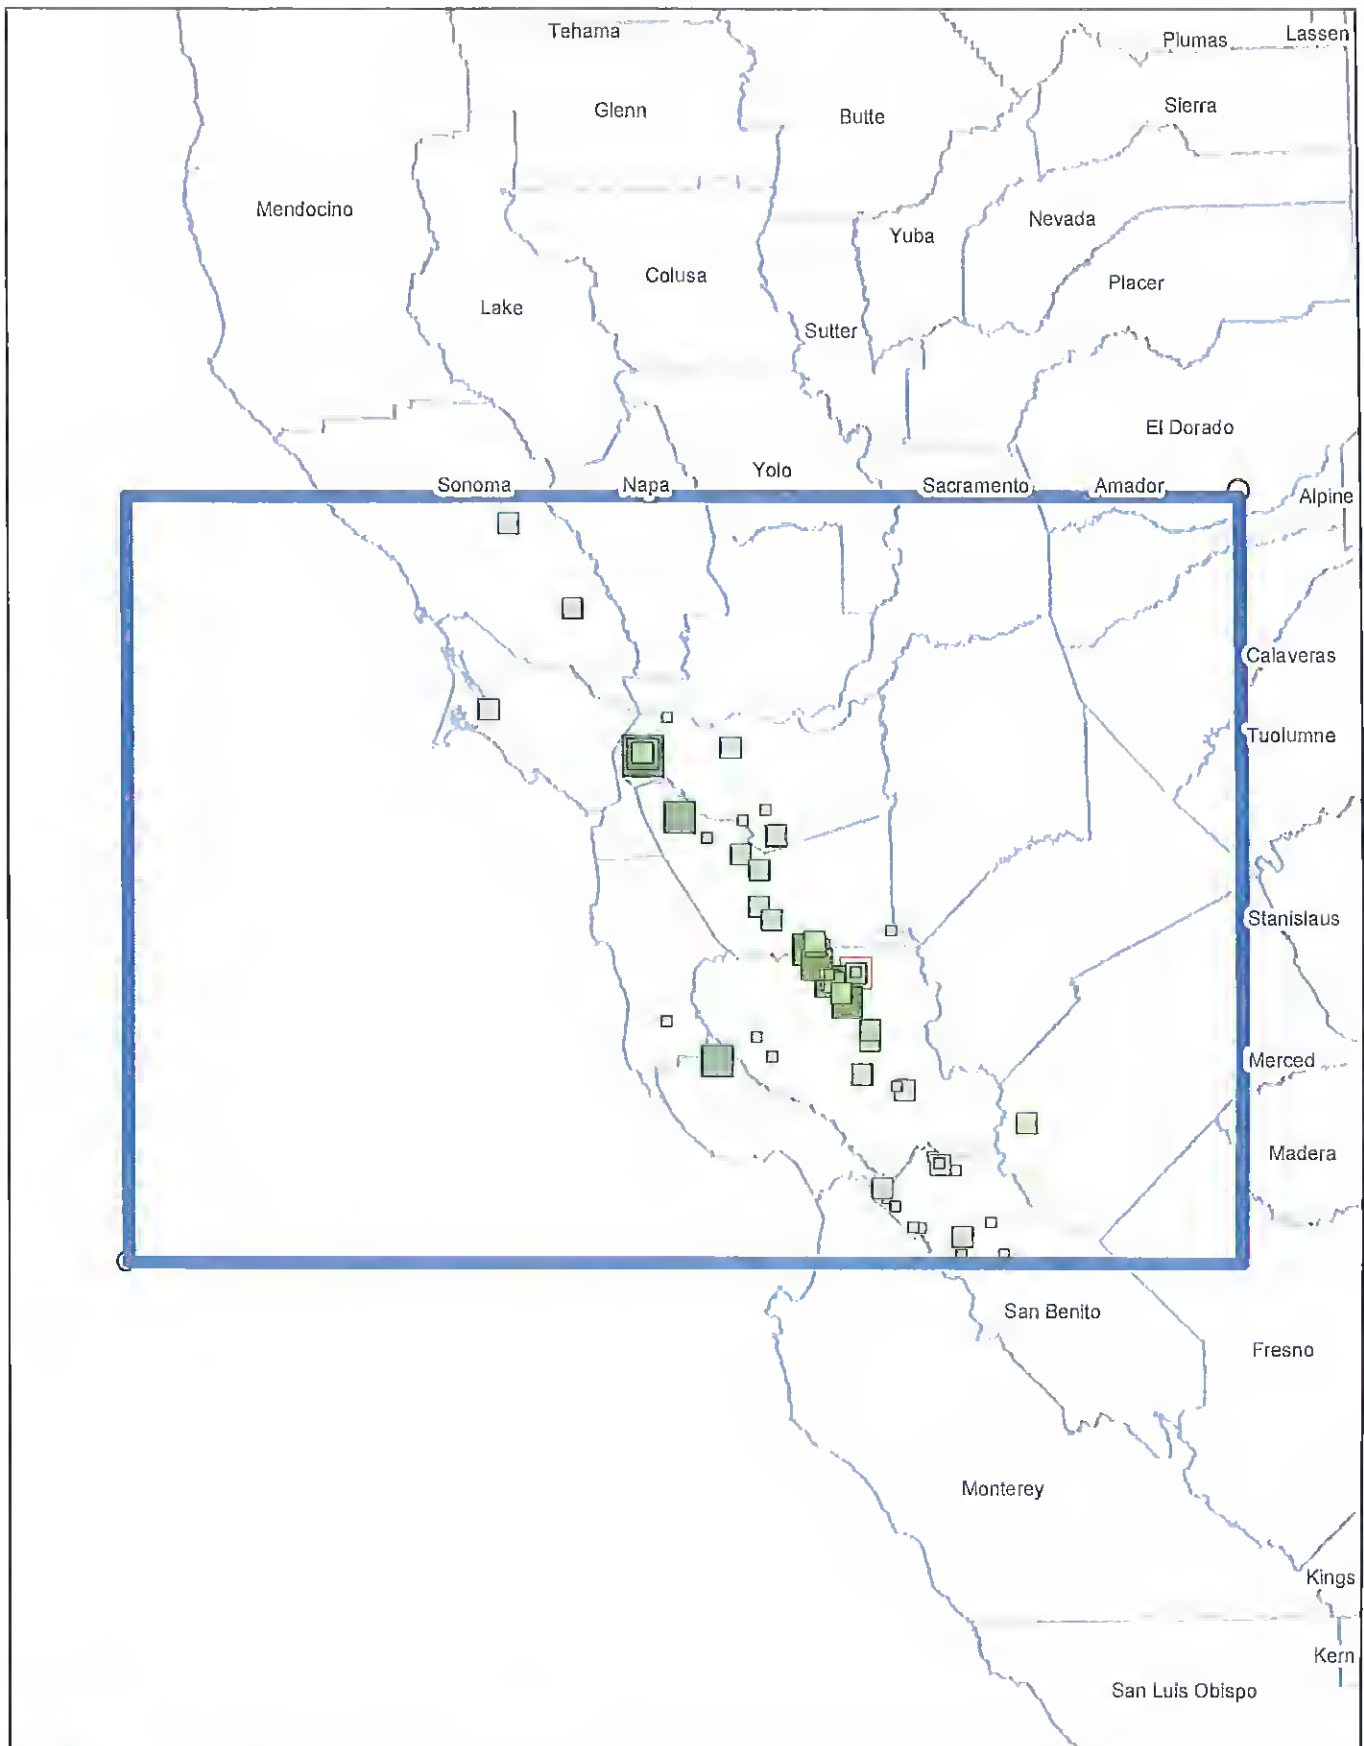 Tehama
Plumas
Lassen
Glenn
Butte
Sierra
Mendocino
Nevada
Yuba
Colusa
Placer
Lake
Sutter
El Dorado
Yolo
Sonoma
Napa
Sacramento
Amador
Alpine
Calaveras
Tuolumne
Stanislaus
Merced
Madera
San Benito
Fresno
Monterey
Kings
Kern
San Luis Obispo